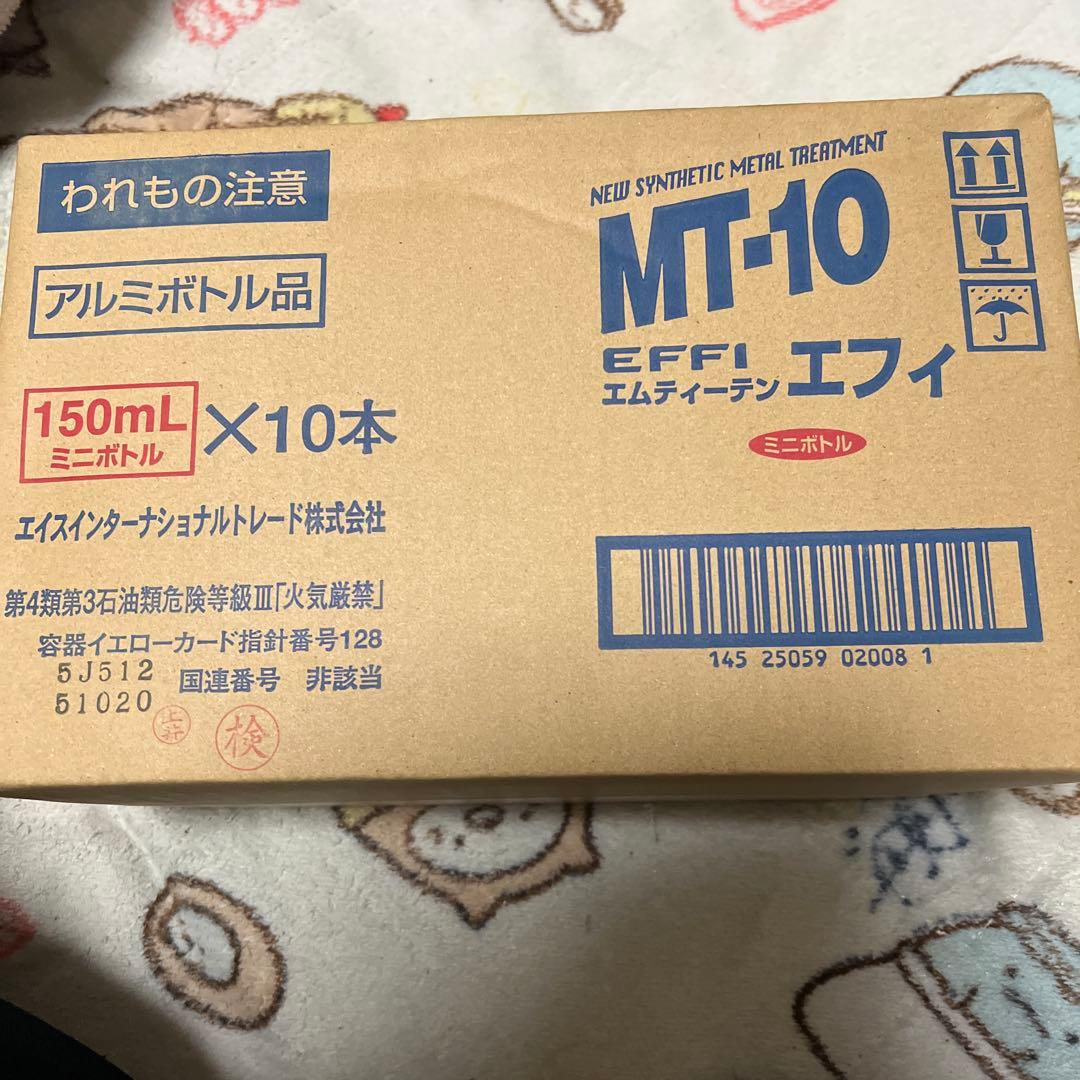 われもの注意
アルミボトル品
150mL
ミニボトル
×10本
エイスインターナショナルトレード株式会社
第4類第3石油類危険等級Ⅲ「火気厳禁」
容器イエローカード指針番号128
5J512
国連番号 非該当
51020
検
NEW SYNTHETIC METAL TREATMENT
MT-10
EFFI
エムティーテン エフィ
ミニボトル
145 25059 02008 1